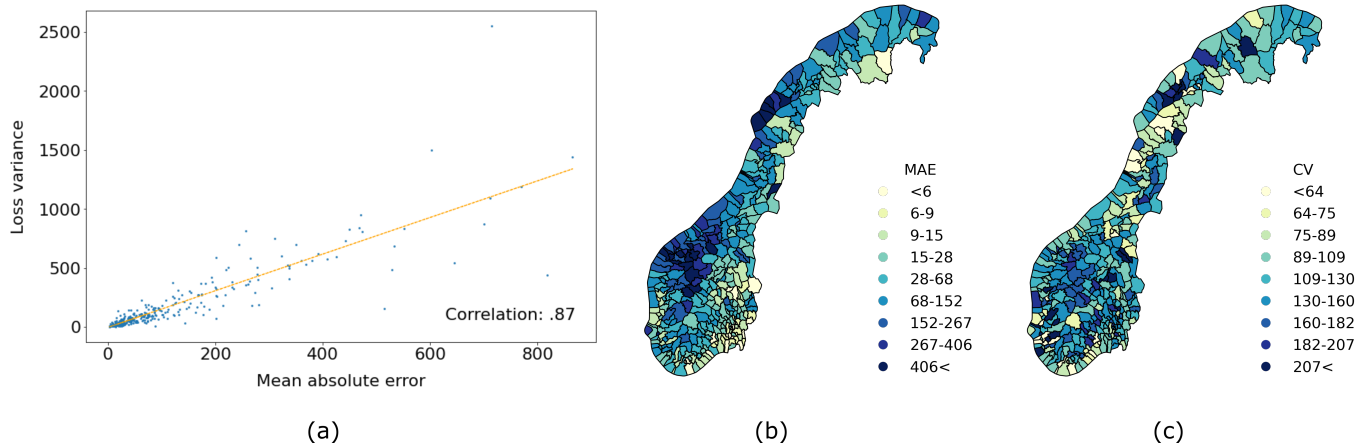 2500
2000
1500
1000
500
0
Loss variance
Correlation: .87
0 200 400 600 800
Mean absolute error
(a)
MAE
<6
6-9
9-15
15-28
28-68
68-152
152-267
267-406
406<
(b)
CV
<64
64-75
75-89
89-109
109-130
130-160
160-182
182-207
207<
(c)